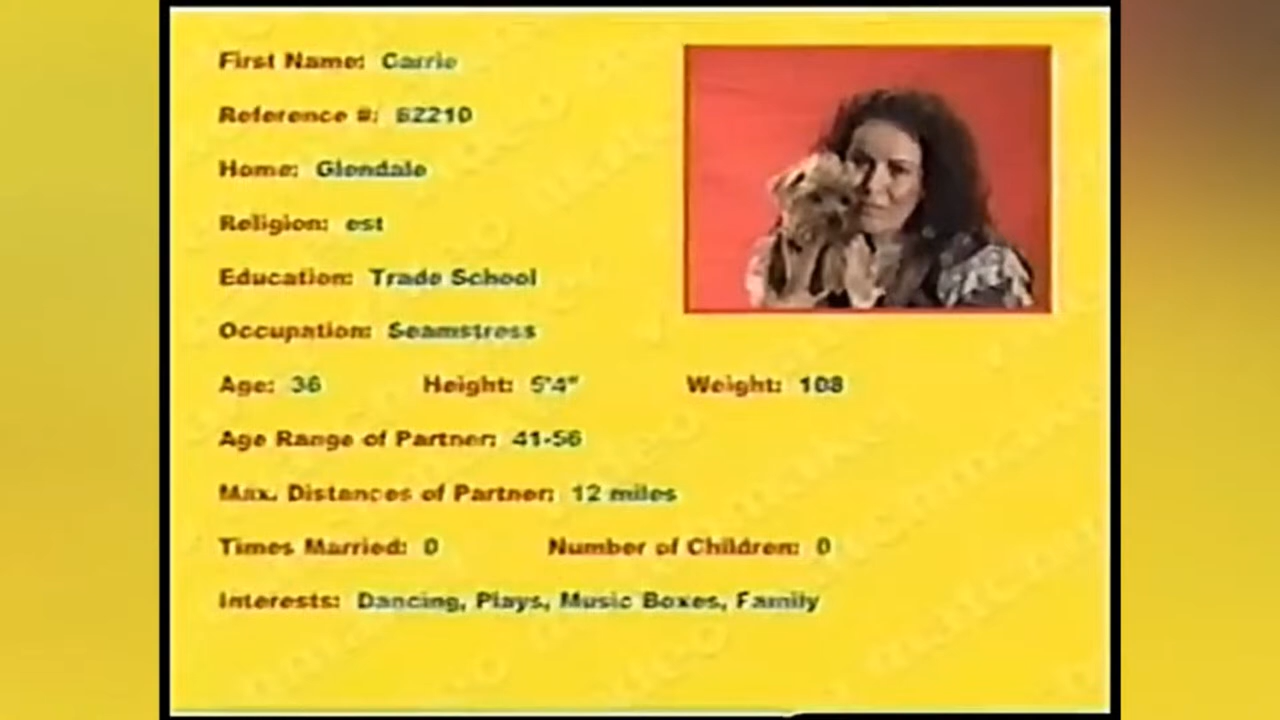 First Name: Carrie
Reference #: 62210
Home: Glendale
Religion: est
Education: Trade School
Occupation: Seamstress
Age: 36 Height: 5'4" Weight: 108
Age Range of Partner: 41-56
Max. Distances of Partner: 12 miles
Times Married: 0 Number of Children: 0
Interests: Dancing, Plays, Music Boxes, Family